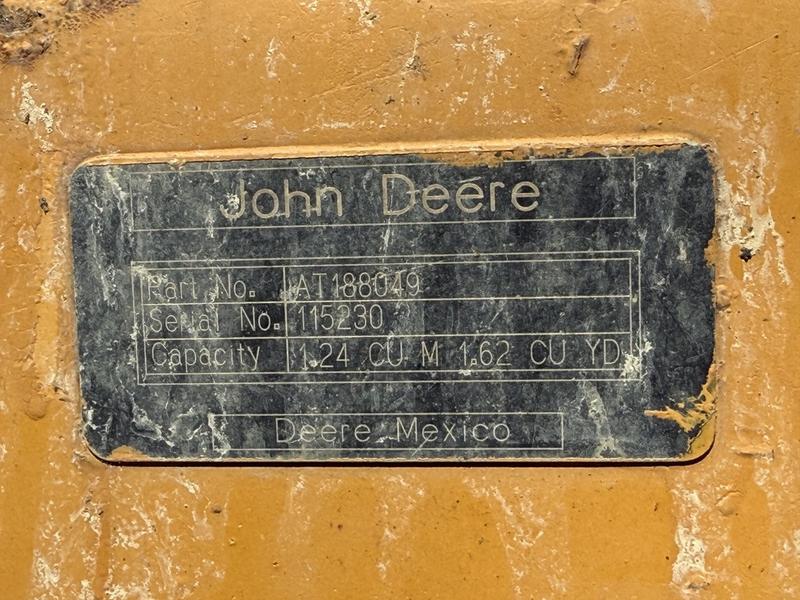 John Deere
Part No. AT188049
Serial No. 115230
Capacity 1.24 CU M 1.62 CU YD
Deere Mexico